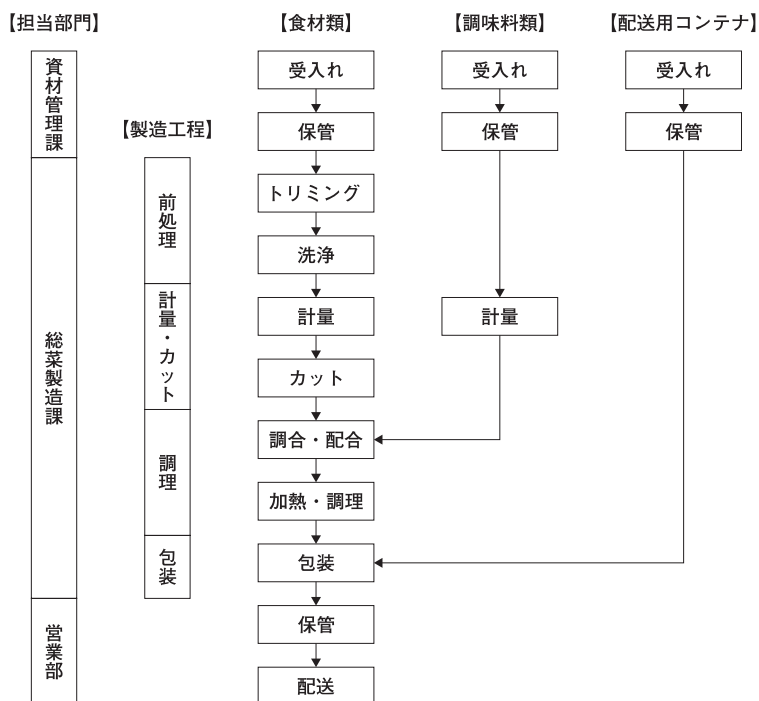 【担当部門】
【食材類】
【調味料類】
【配送用コンテナ】
資材管理課
受入れ
受入れ
受入れ
【製造工程】
保管
保管
保管
総菜製造課
前処理
トリミング
洗浄
計量・カット
計量
計量
カット
調理
調合・配合
加熱・調理
包装
包装
営業部
保管
配送